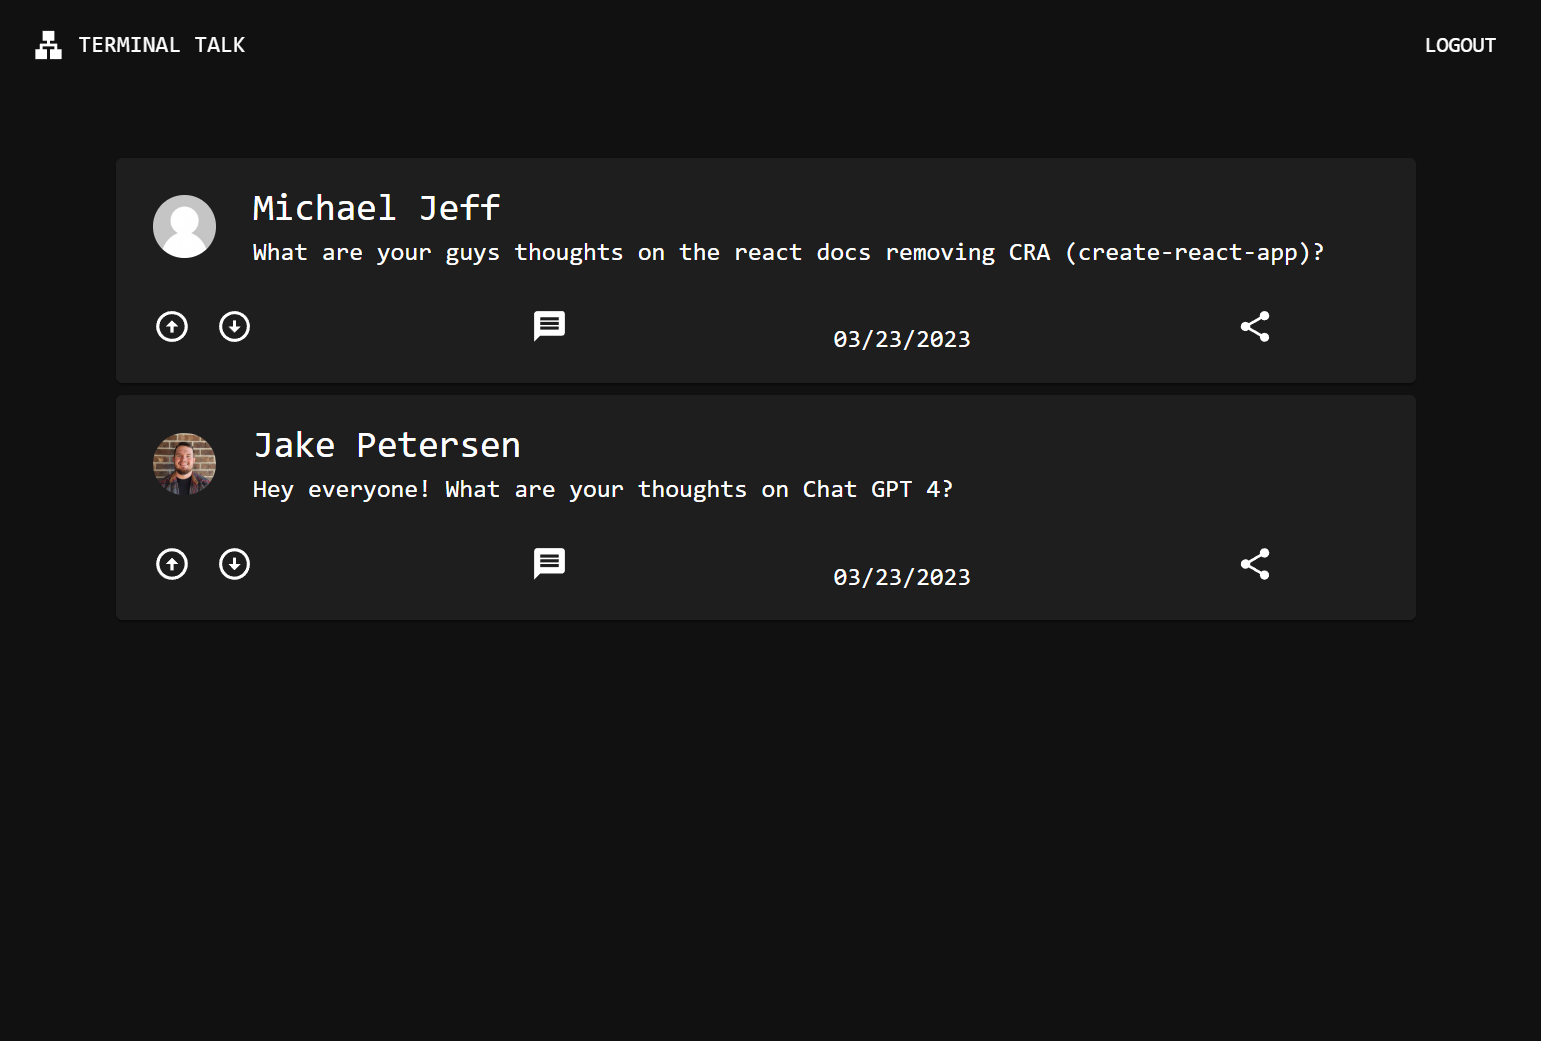 TERMINAL TALK
LOGOUT
Michael Jeff
What are your guys thoughts on the react docs removing CRA (create-react-app)?
03/23/2023
Jake Petersen
Hey everyone! What are your thoughts on Chat GPT 4?
03/23/2023